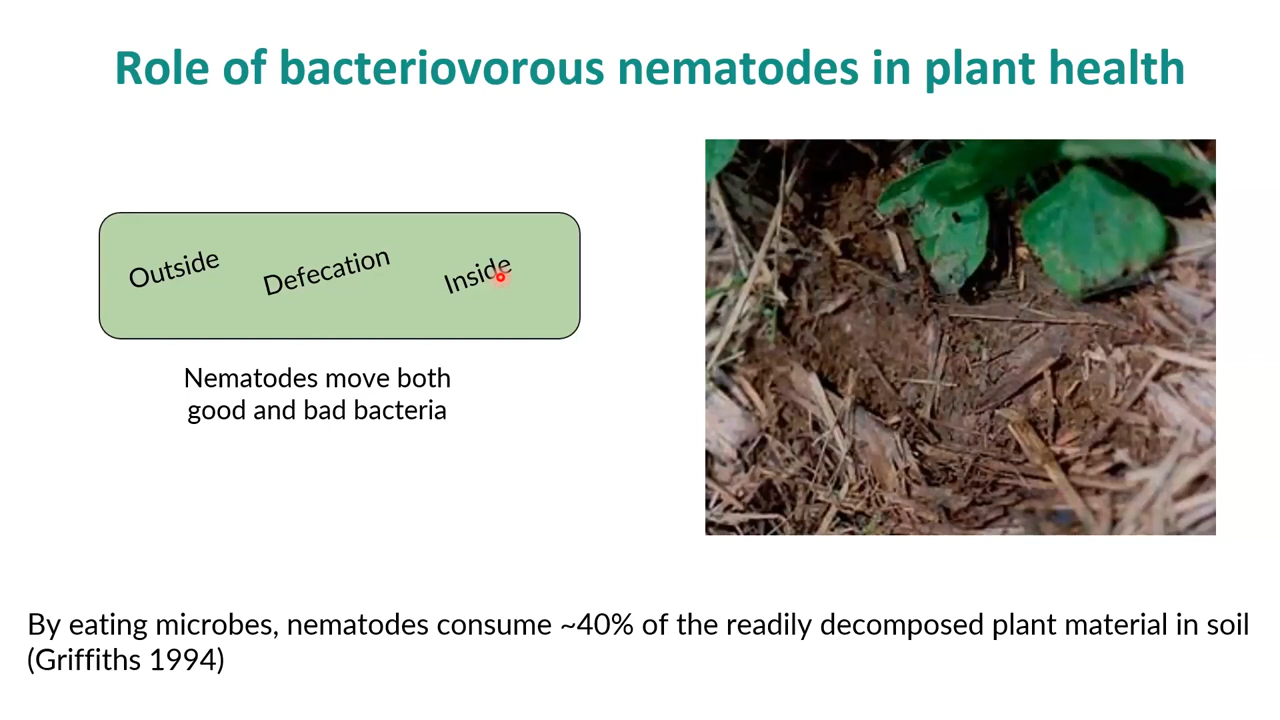 Role of bacteriovorous nematodes in plant health
Outside
Defecation
Inside
Nematodes move both
good and bad bacteria
By eating microbes, nematodes consume ~40% of the readily decomposed plant material in soil
(Griffiths 1994)